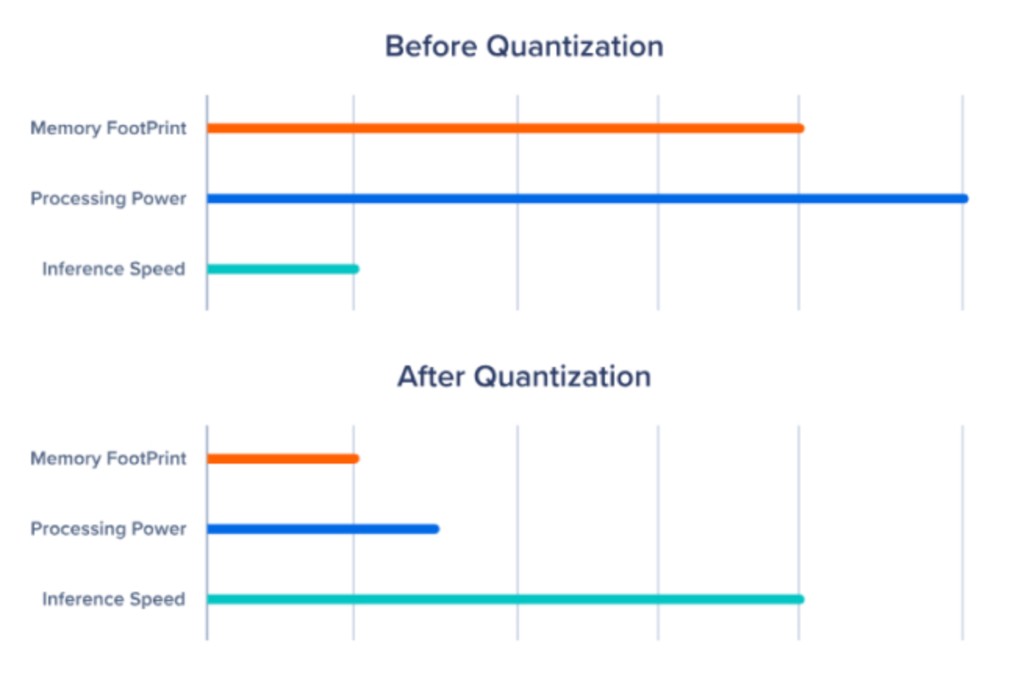 Before Quantization
Memory FootPrint
Processing Power
Inference Speed
After Quantization
Memory FootPrint
Processing Power
Inference Speed